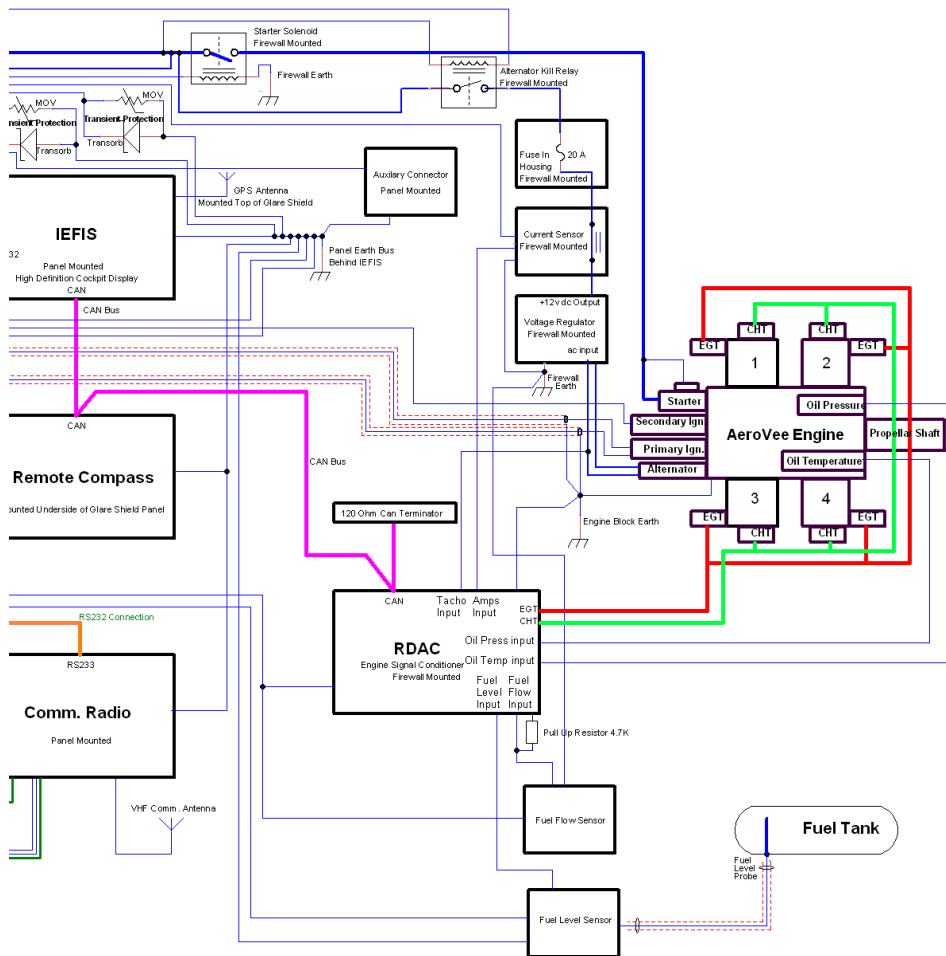 Starter Solenoid
Firewall Mounted
Firewall Earth
Alternator Kill Relay
Firewall Mounted
MOV
MOV
ansient Protection
Transient Protection
Transorb
Transorb
Fuse In
Housing
Firewall Mounted
20 A
Auxilary Connector
Panel Mounted
GPS Antenna
Mounted Top of Glare Shield
IEFIS
32
Panel Mounted
High Definition Cockpit Display
CAN
Panel Earth Bus
Behind IEFIS
Current Sensor
Firewall Mounted
+12v dc Output
Voltage Regulator
Firewall Mounted
ac input
Firewall
Earth
CAN Bus
CHT
CHT
EGT
EGT
1
2
Starter
Oil Pressure
Secondary Ign
AeroVee Engine
Propellar Shaft
Primary Ign.
Alternator
Oil Temperature
3
4
EGT
EGT
CHT
CHT
Engine Block Earth
CAN
Remote Compass
ounted Underside of Glare Shield Panel
CAN Bus
120 Ohm Can Terminator
CAN
Tacho
Input
Amps
Input
EGT
CHT
RDAC
Engine Signal Conditioner
Firewall Mounted
Oil Press input
Oil Temp input
Fuel
Level
Input
Fuel
Flow
Input
RS232 Connection
RS233
Comm. Radio
Panel Mounted
Pull Up Resistor 4.7K
VHF Comm. Antenna
Fuel Flow Sensor
Fuel Tank
Fuel
Level
Probe
Fuel Level Sensor